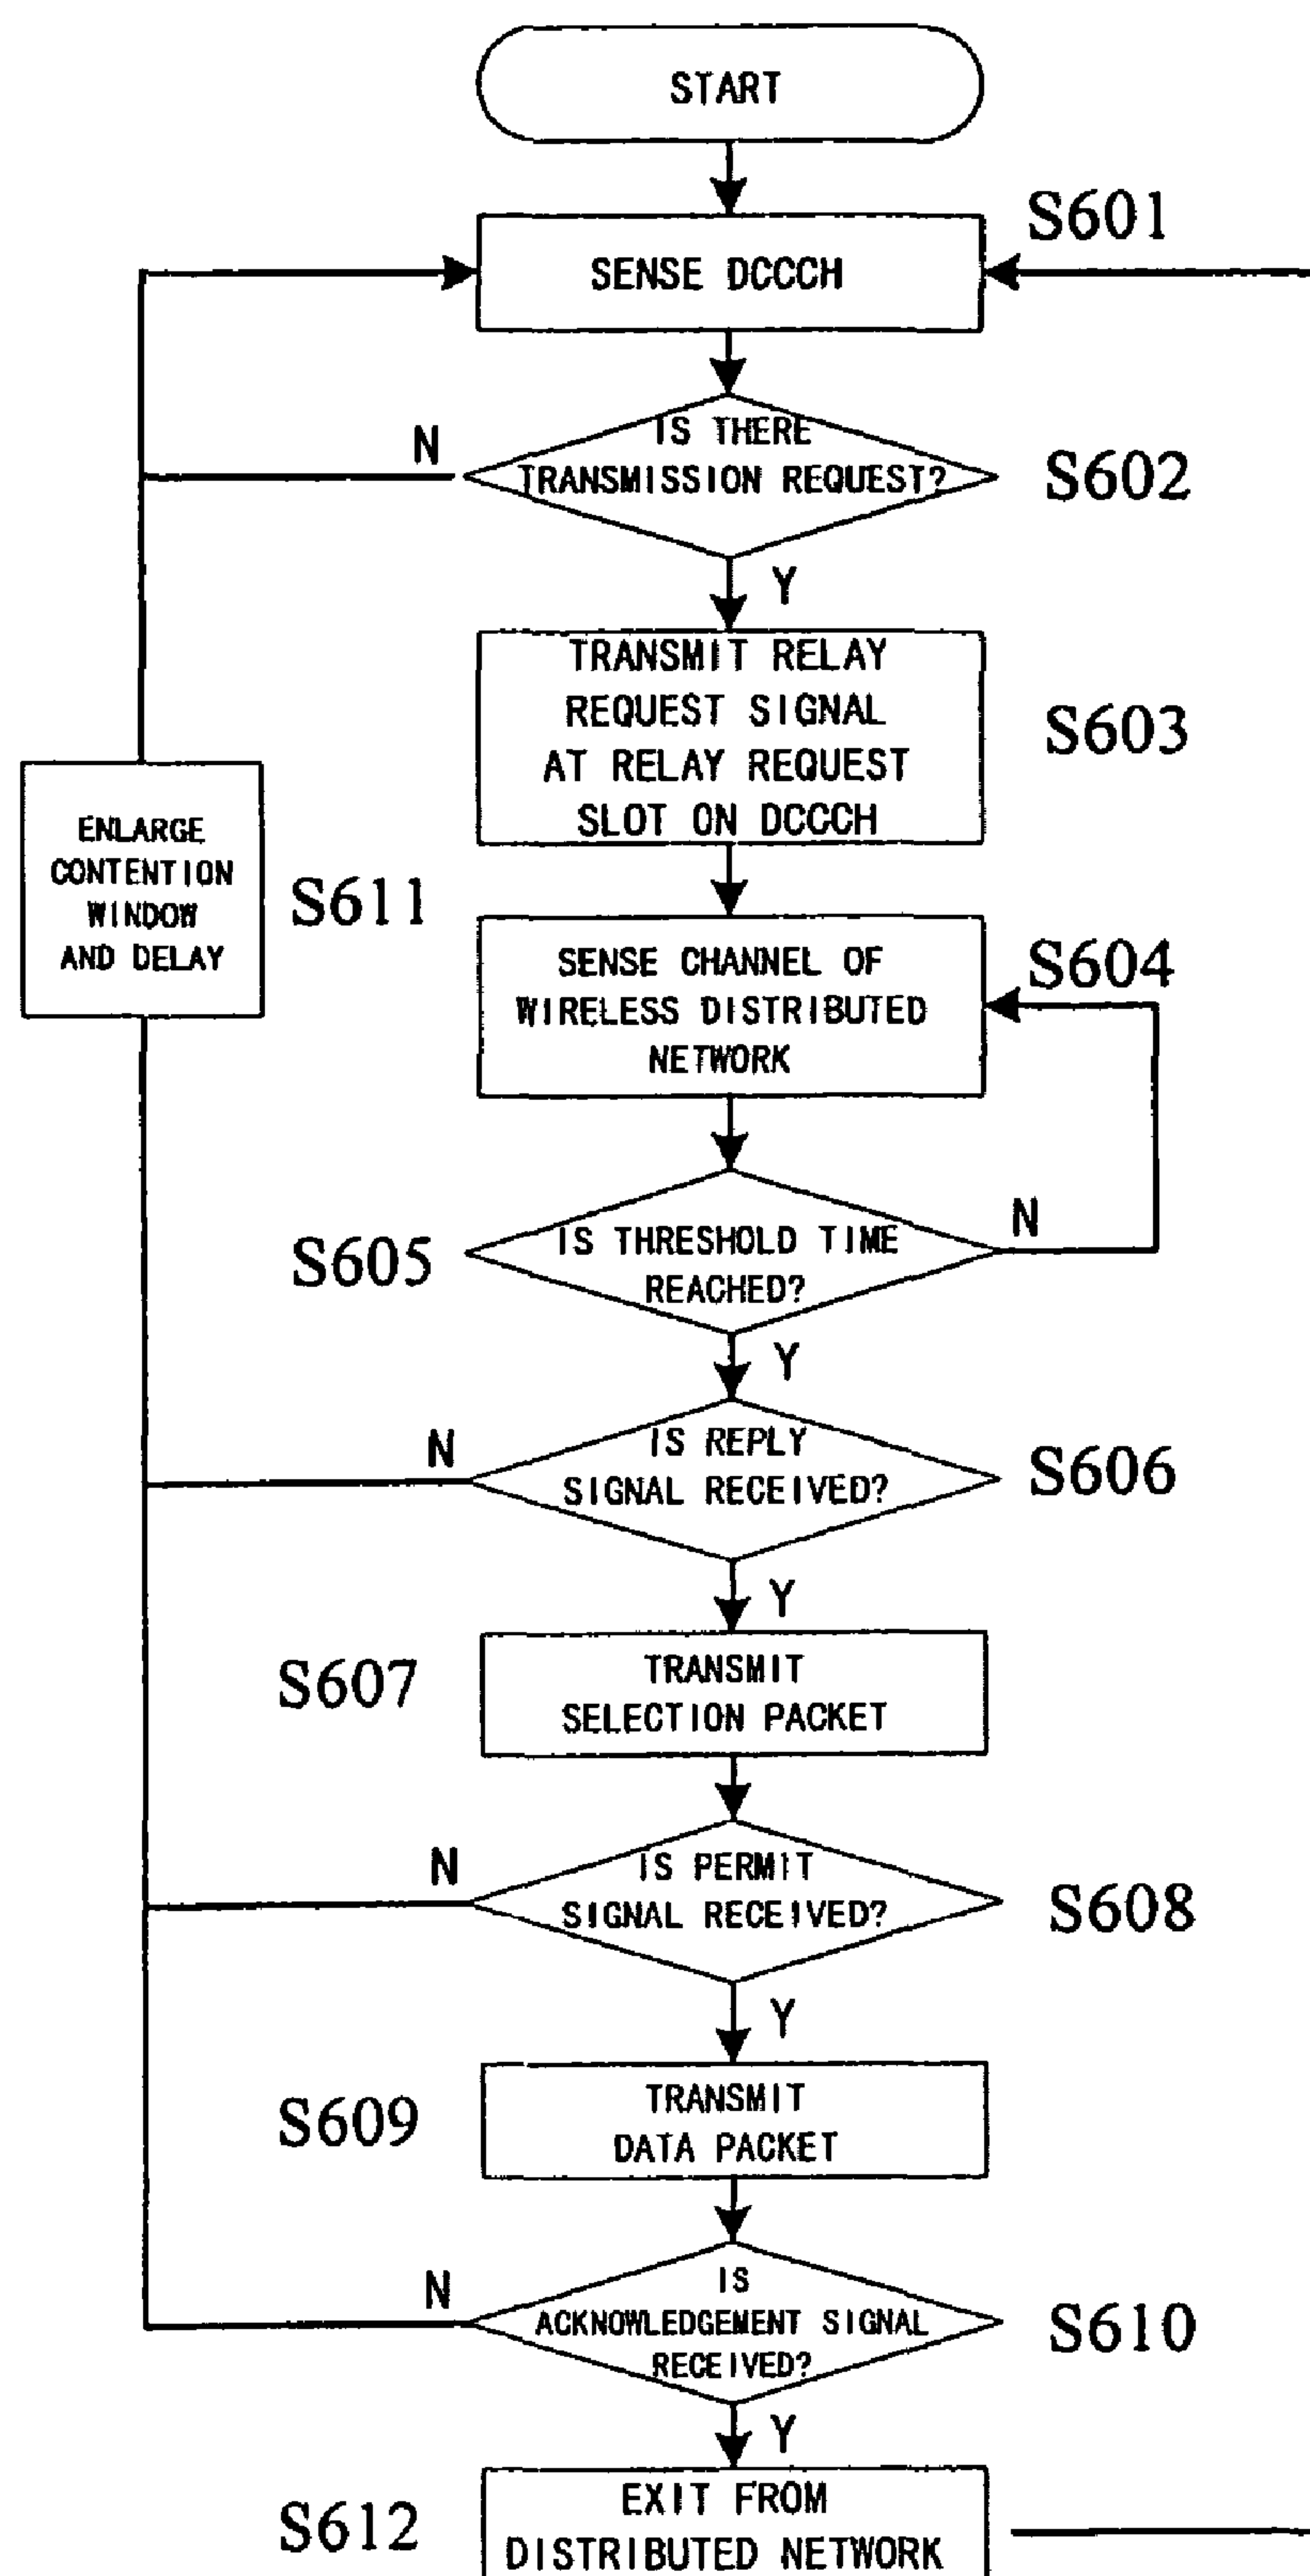 START
S601
SENSE DCCCH
N
IS THERE
TRANSMISSION REQUEST?
S602
Y
TRANSMIT RELAY
REQUEST SIGNAL
AT RELAY REQUEST
SLOT ON DCCCH
S603
ENLARGE
CONTENTION
WINDOW
AND DELAY
S611
SENSE CHANNEL OF
WIRELESS DISTRIBUTED
NETWORK
S604
S605
IS THRESHOLD TIME
REACHED?
N
Y
N
IS REPLY
SIGNAL RECEIVED?
S606
Y
S607
TRANSMIT
SELECTION PACKET
N
IS PERMIT
SIGNAL RECEIVED?
S608
Y
S609
TRANSMIT
DATA PACKET
N
IS
ACKNOWLEDGEMENT SIGNAL
RECEIVED?
S610
Y
S612
EXIT FROM
DISTRIBUTED NETWORK